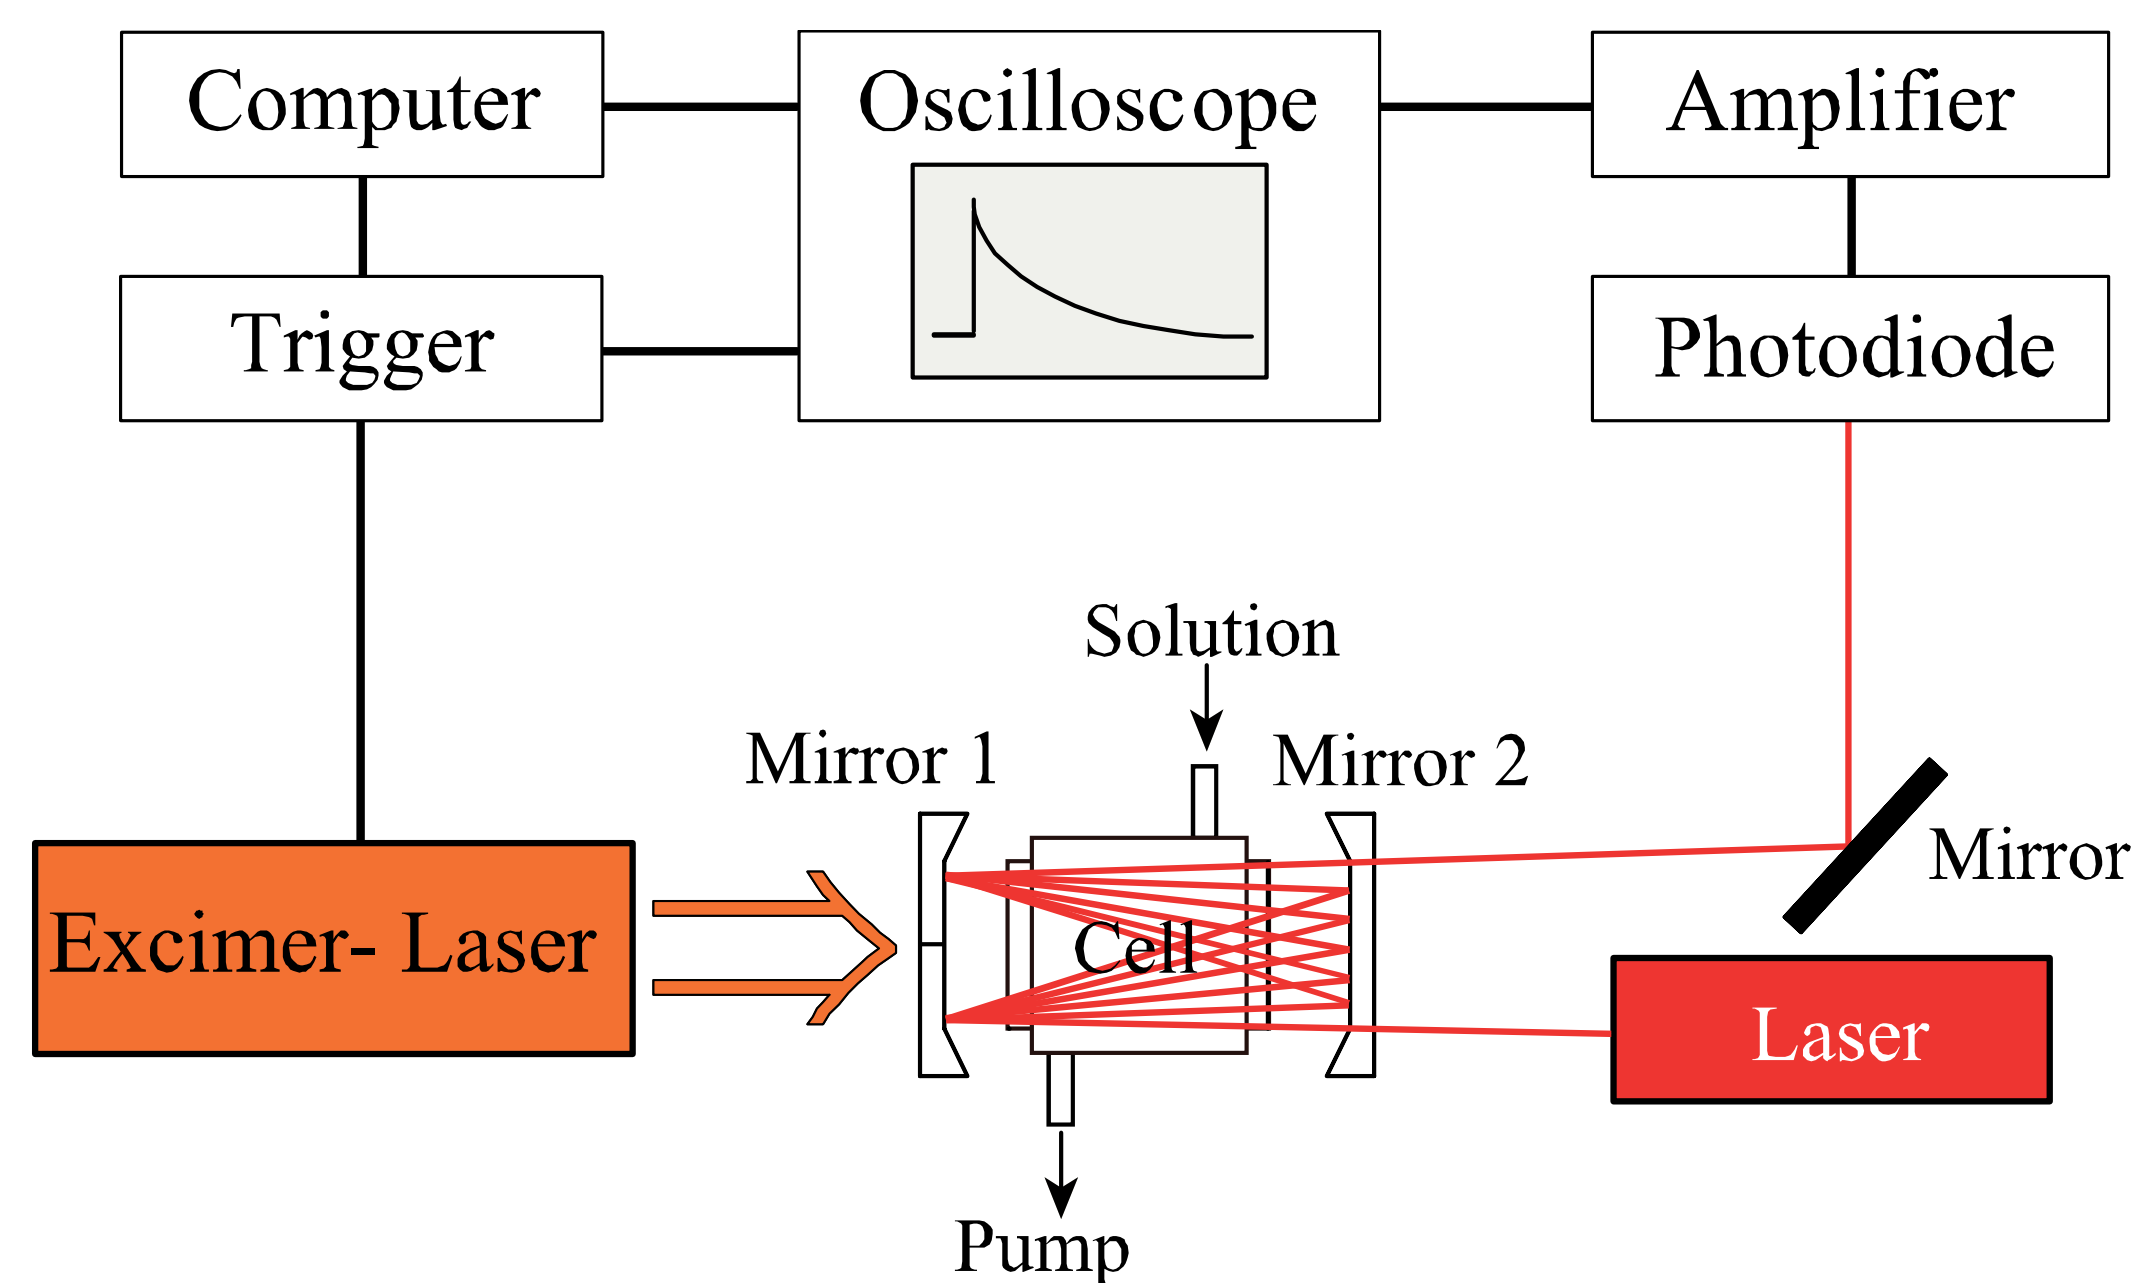 Computer
Oscilloscope
Amplifier
Trigger
Photodiode
Solution
Mirror 1
Mirror 2
Mirror
Excimer- Laser
Cell
Laser
Pump